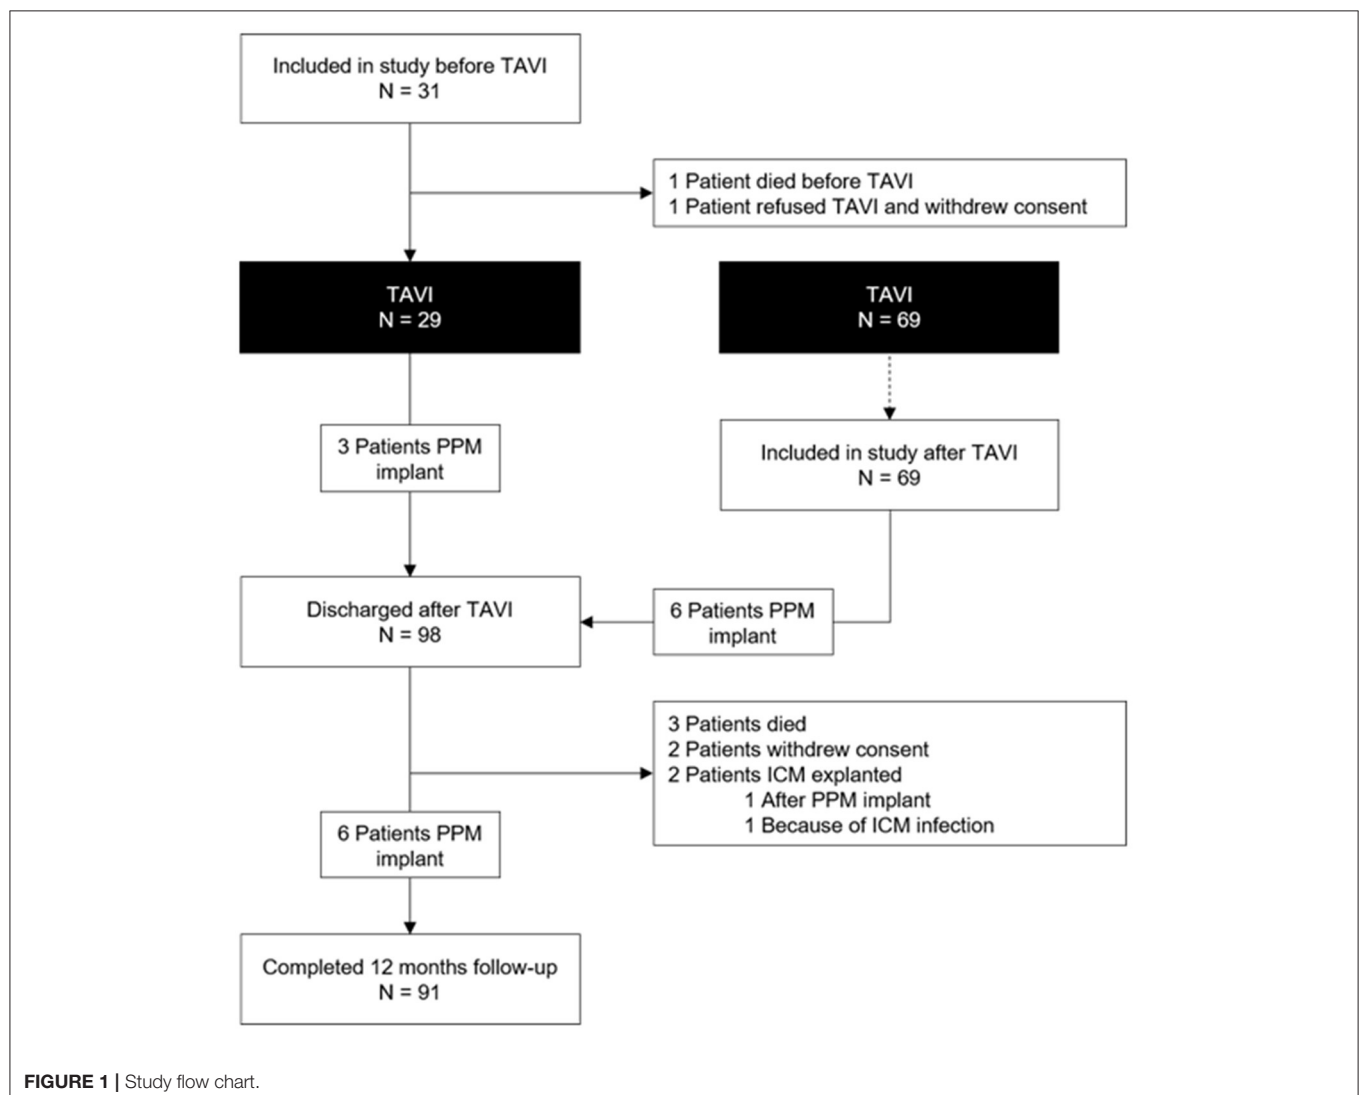 Included in study before TAVI
N = 31
1 Patient died before TAVI
1 Patient refused TAVI and withdrew consent
TAVI
N = 29
TAVI
N = 69
3 Patients PPM
implant
Included in study after TAVI
N = 69
Discharged after TAVI
N = 98
6 Patients PPM
implant
3 Patients died
2 Patients withdrew consent
2 Patients ICM explanted
1 After PPM implant
1 Because of ICM infection
6 Patients PPM
implant
Completed 12 months follow-up
N = 91
FIGURE 1 | Study flow chart.